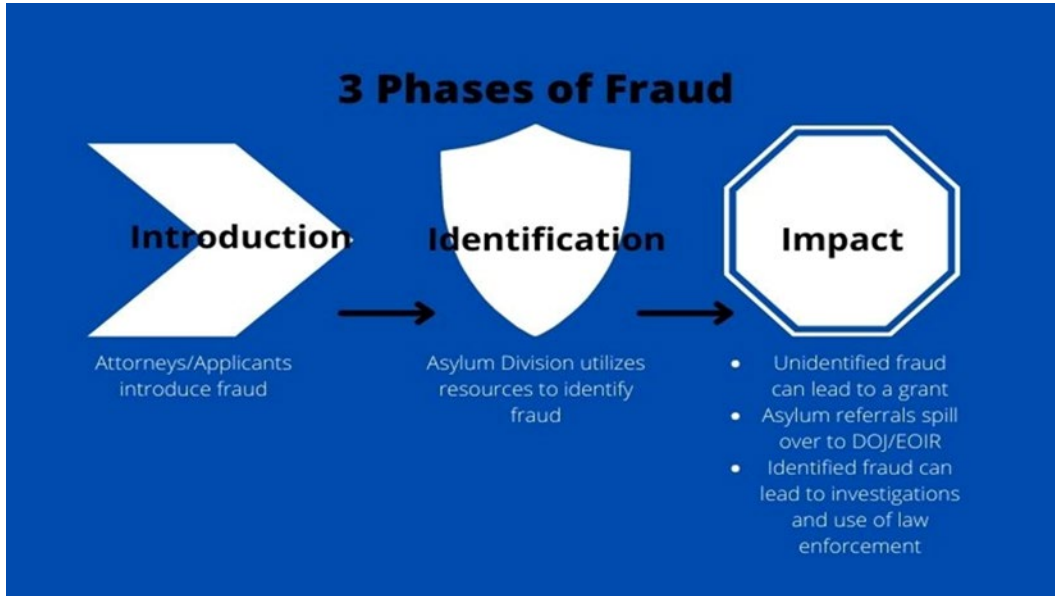 3 Phases of Fraud
Introduction
Attorneys/Applicants
introduce fraud
Identification
Asylum Division utilizes
resources to identify
fraud
Impact
• Unidentified fraud
can lead to a grant
• Asylum referrals spill
over to DOJ/EOIR
• Identified fraud can
lead to investigations
and use of law
enforcement